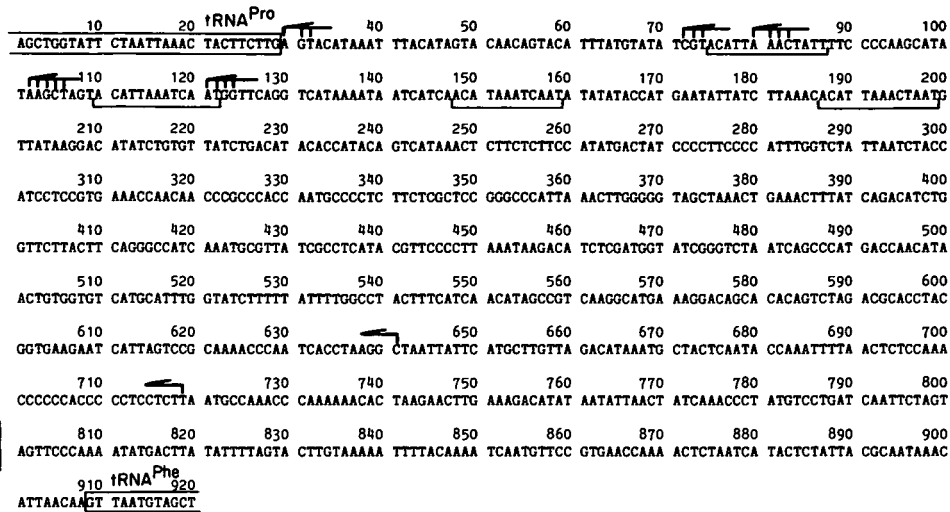 10 20 tRNAPro 40 50 60 70 90 100
AGCTGGTATT CTAATTAAAC TACTTCTTGA GTACATAAAT TTACATAGTA CAACAGTACA TTTATGTATA TCGTACATTA AACTATTTTC CCCAAGCATA
110 120 130 140 150 160 170 180 190 200
TAAGCTAGTA CATTAAATCA ATGGTTCAGG TCATAAAATA ATCATCAACA TAAATCAATA TATATACCAT GAATATTATC TTAAACACAT TAAACTAATG
210 220 230 240 250 260 270 280 290 300
TTATAAGGAC ATATCTGTGT TATCTGACAT ACACCATACA GTCATAAACT CTTCTCTTCC ATATGACTAT CCCCTTCCCC ATTTGGTCTA TTAATCTACC
310 320 330 340 350 360 370 380 390 400
ATCCTCCGTG AAACCAACAA CCCGCCCACC AATGCCCCTC TTCTCGCTCC GGGCCCATTA AACTTGGGGG TAGCTAAACT GAAACTTTAT CAGACATCTG
410 420 430 440 450 460 470 480 490 500
GTTCTTACTT CAGGGCCATC AAATGCGTTA TCGCCTCATA CGTTCCCCTT AAATAAGACA TCTCGATGGT ATCGGGTCTA ATCAGCCCAT GACCAACATA
510 520 530 540 550 560 570 580 590 600
ACTGTGGTGT CATGCATTTG GTATCTTTTT ATTTTGGCCT ACTTTCATCA ACATAGCCGT CAAGGCATGA AAGGACAGCA CACAGTCTAG ACGCACCTAC
610 620 630 650 660 670 680 690 700
GGTGAAGAAT CATTAGTCCG CAAAACCCAA TCACCTAAGG CTAATTATTC ATGCTTGTTA GACATAAATG CTACTCAATA CCAAATTTTA ACTCTCCAAA
710 730 740 750 760 770 780 790 800
CCCCCCACCC CCTCCTCTTA ATGCCAAACC CCAAAAACAC TAAGAACTTG AAAGACATAT AATATTAACT ATCAAACCCT ATGTCCTGAT CAATTCTAGT
810 820 830 840 850 860 870 880 890 900
AGTTCCCAAA ATATGACTTA TATTTTAGTA CTTGTAAAAA TTTTACAAAA TCAATGTTCCG GTGAACCAAA ACTCTAATCA TACTCTATTA CGCAATAAAC
910 tRNAPhe 920
ATTAACAAGT TAATGTAGCT